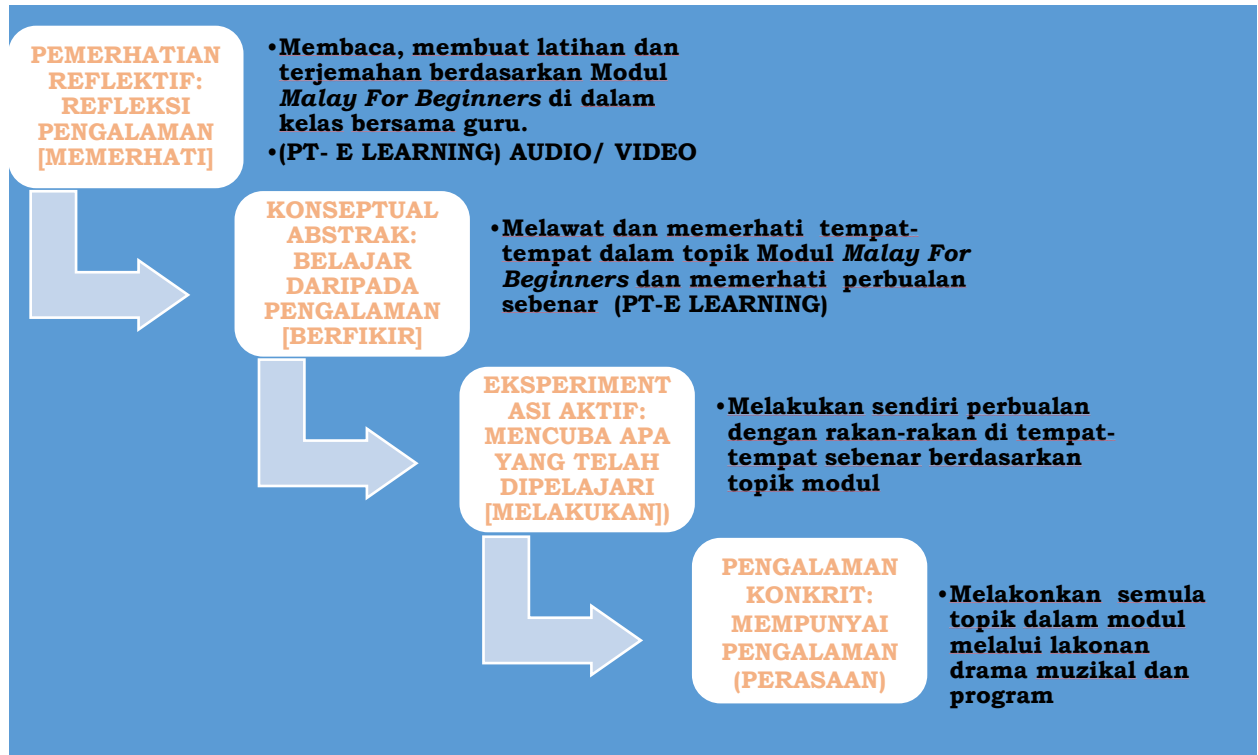 PEMERHATIAN
REFLEKTIF:
REFLEKSI
PENGALAMAN
[MEMERHATI]
•Membaca, membuat latihan dan
terjemahan berdasarkan Modul
Malay For Beginners di dalam
kelas bersama guru.
•(PT- E LEARNING) AUDIO/ VIDEO
KONSEPTUAL
ABSTRAK:
BELAJAR
DARIPADA
PENGALAMAN
[BERFIKIR]
•Melawat dan memerhati tempat-
tempat dalam topik Modul Malay For
Beginners dan memerhati perbualan
sebenar (PT-E LEARNING)
EKSPERIMENT
ASI AKTIF:
MENCUBA APA
YANG TELAH
DIPELAJARI
[MELAKUKAN])
•Melakukan sendiri perbualan
dengan rakan-rakan di tempat-
tempat sebenar berdasarkan
topik modul
PENGALAMAN
KONKRIT:
MEMPUNYAI
PENGALAMAN
(PERASAAN)
•Melakonkan semula
topik dalam modul
melalui lakonan
drama muzikal dan
program